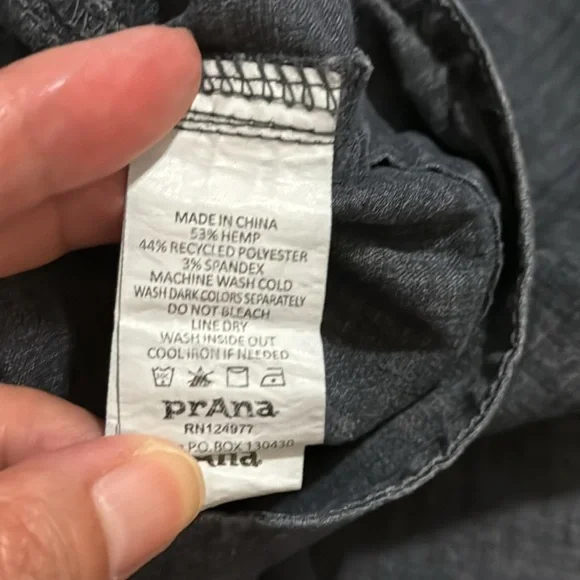 MADE IN CHINA
53% HEMP
44% RECYCLED POLYESTER
3% SPANDEX
MACHINE WASH COLD
WASH DARK COLORS SEPARATELY
DO NOT BLEACH
LINE DRY
WASH INSIDE OUT
COOL IRON IF NEEDED
prAna
RN124977
P.O. BOX 130430